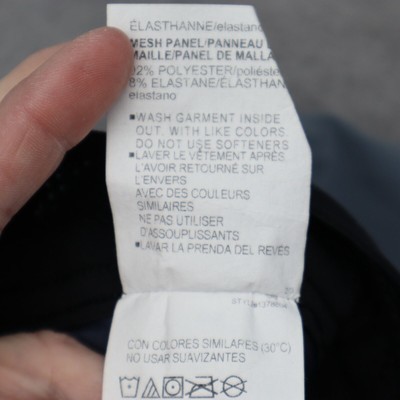 ÉLASTHANNE/elastano
MESH PANEL/PANNEAU
MAILLE/PANEL DE MALLA
92% POLYESTER/poliéster
8% ELASTANE/ÉLASTHAN
elastano
■WASH GARMENT INSIDE
OUT. WITH LIKE COLORS
DO NOT USE SOFTENERS
■LAVER LE VÊTEMENT APRÈS
L'AVOIR RETOURNÉ SUR
L'ENVERS
AVEC DES COULEURS
SIMILAIRES
NE PAS UTILISER
D'ASSOUPLISSANTS
■LAVAR LA PRENDA DEL REVÉS
CON COLORES SIMILARES (30°C)
NO USAR SUAVIZANTES